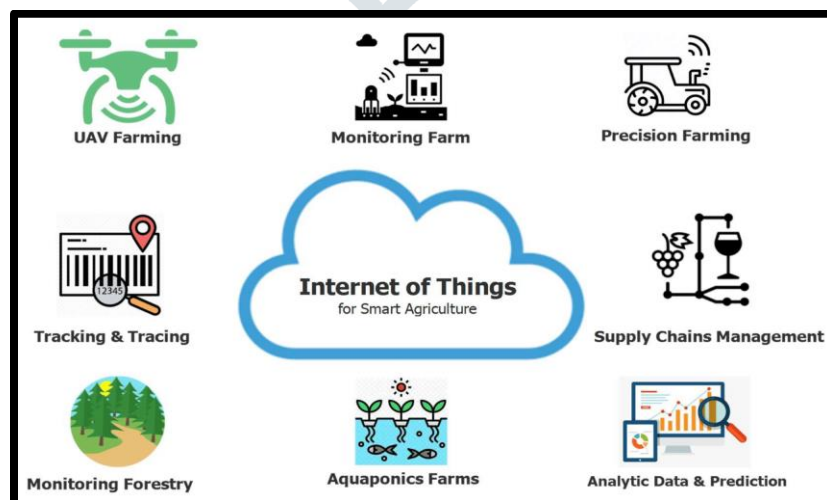 UAV Farming
Monitoring Farm
Precision Farming
Internet of Things
for Smart Agriculture
12345
Tracking & Tracing
Supply Chains Management
Monitoring Forestry
Aquaponics Farms
Analytic Data & Prediction